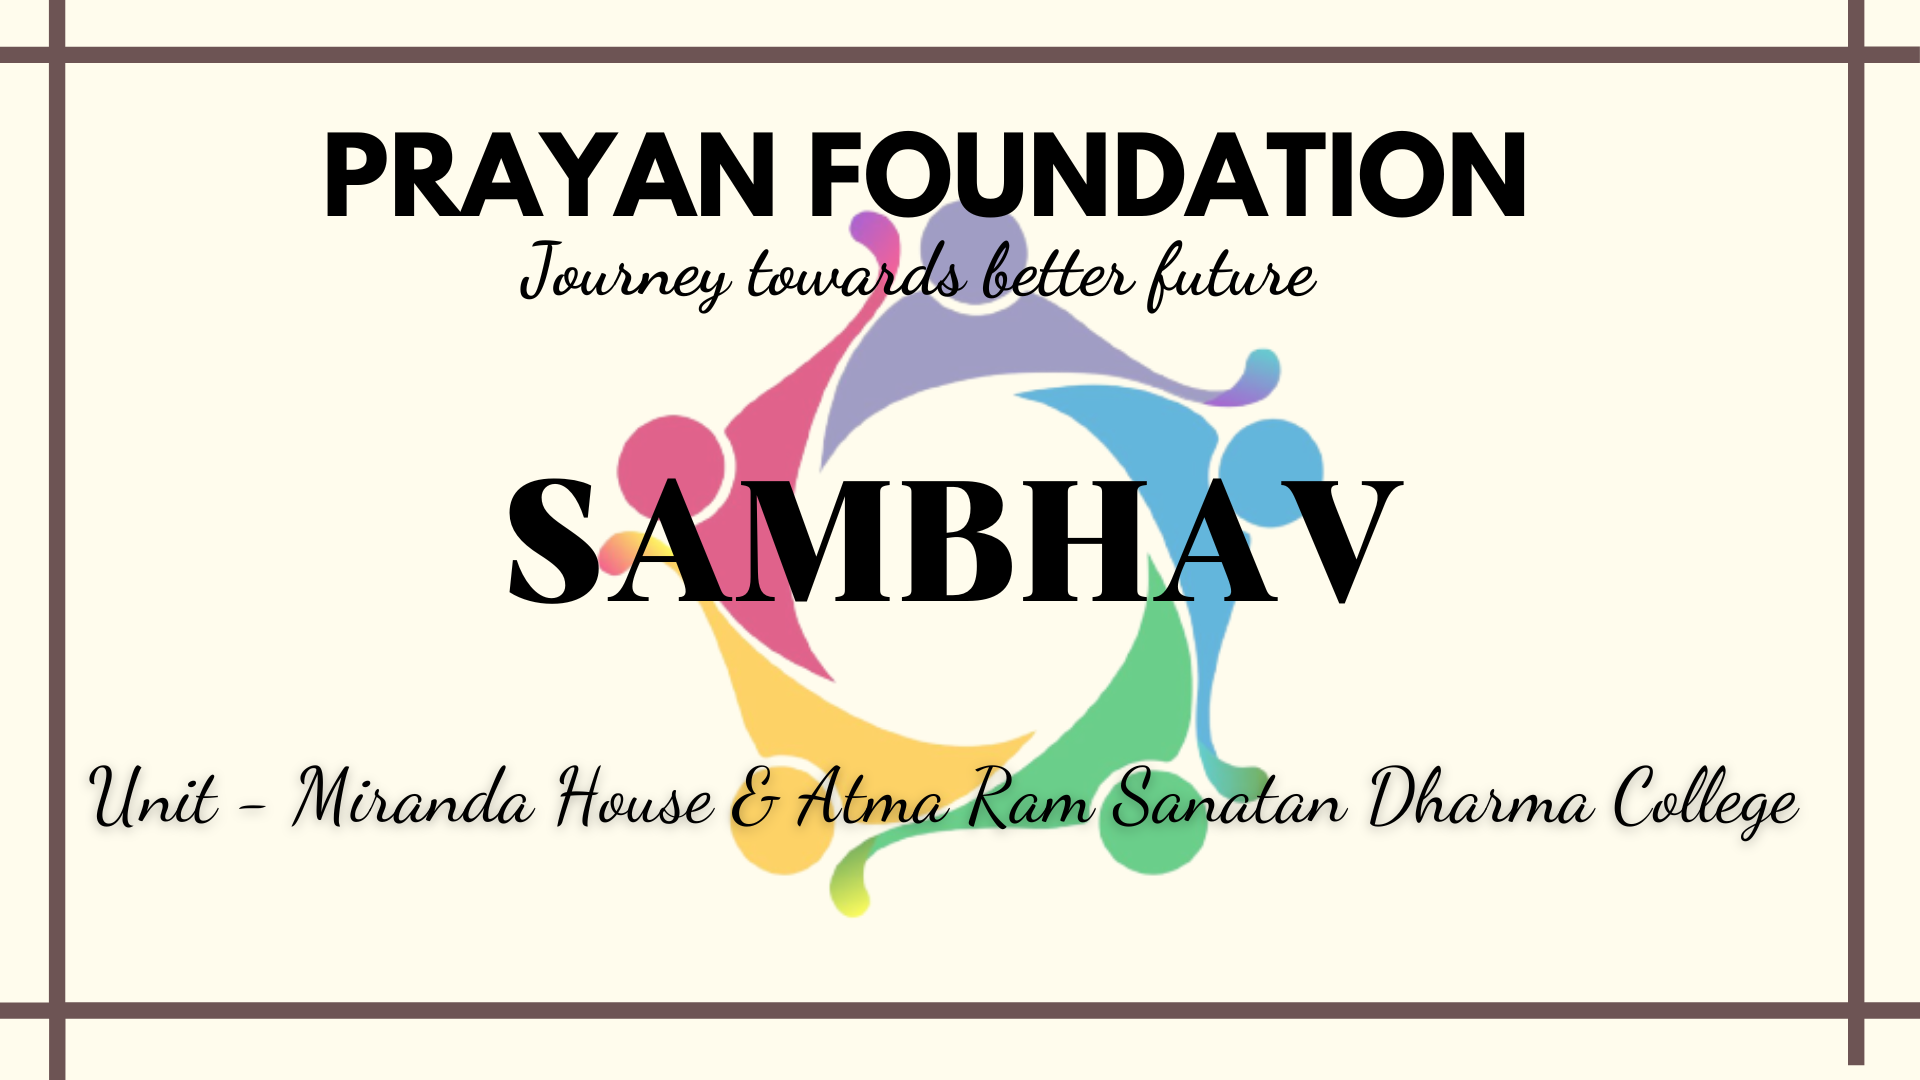 PRAYAN FOUNDATION
Journey towards better future
SAMBHAV
Unit - Miranda House & Atma Ram Sanatan Dharma College